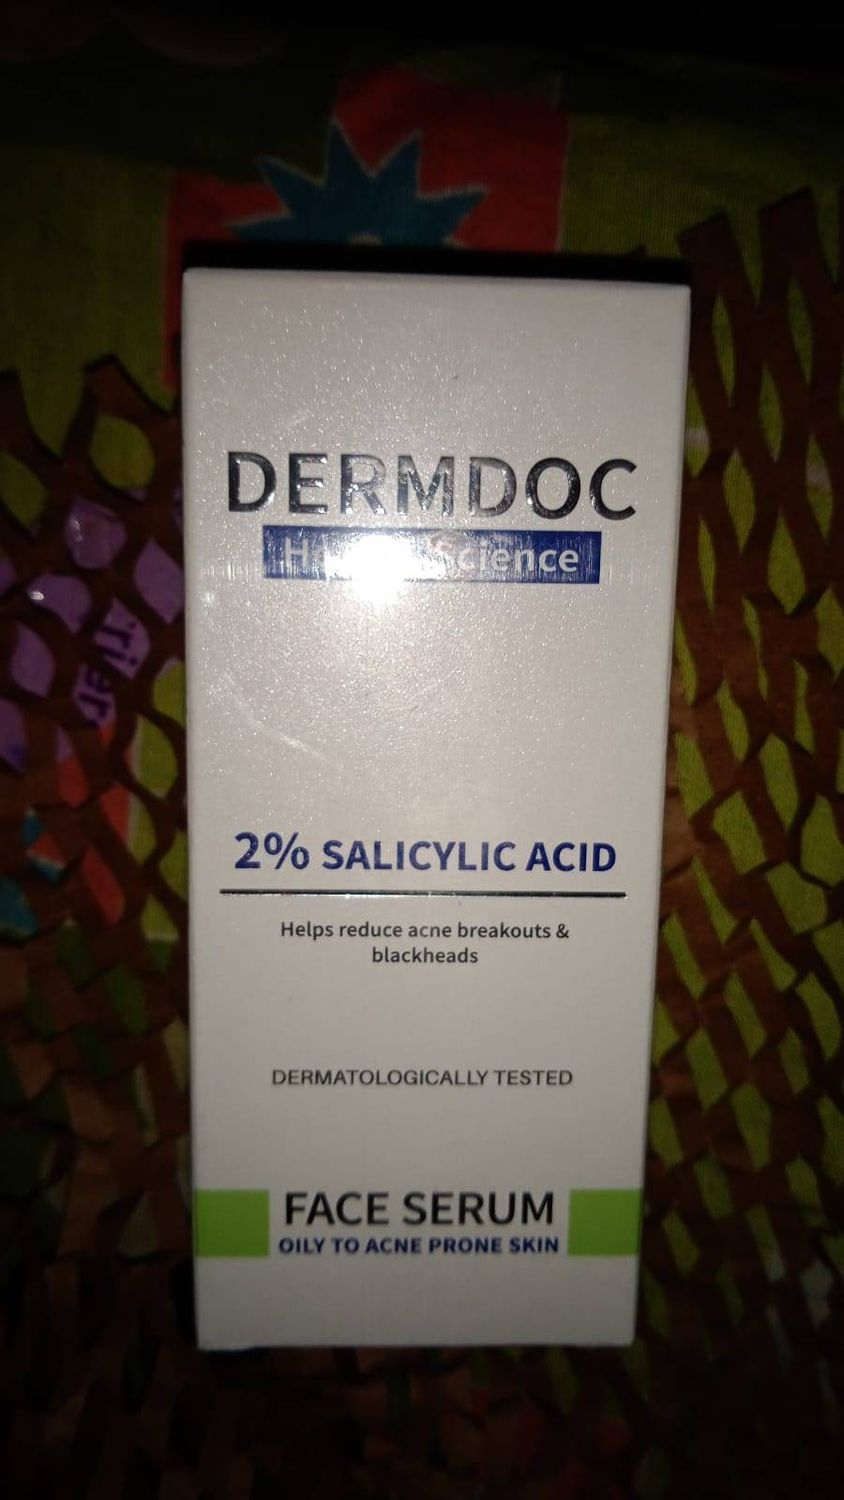 DERMDOC
Science
2% SALICYLIC ACID
Helps reduce acne breakouts &
blackheads
DERMATOLOGICALLY TESTED
FACE SERUM
OILY TO ACNE PRONE SKIN